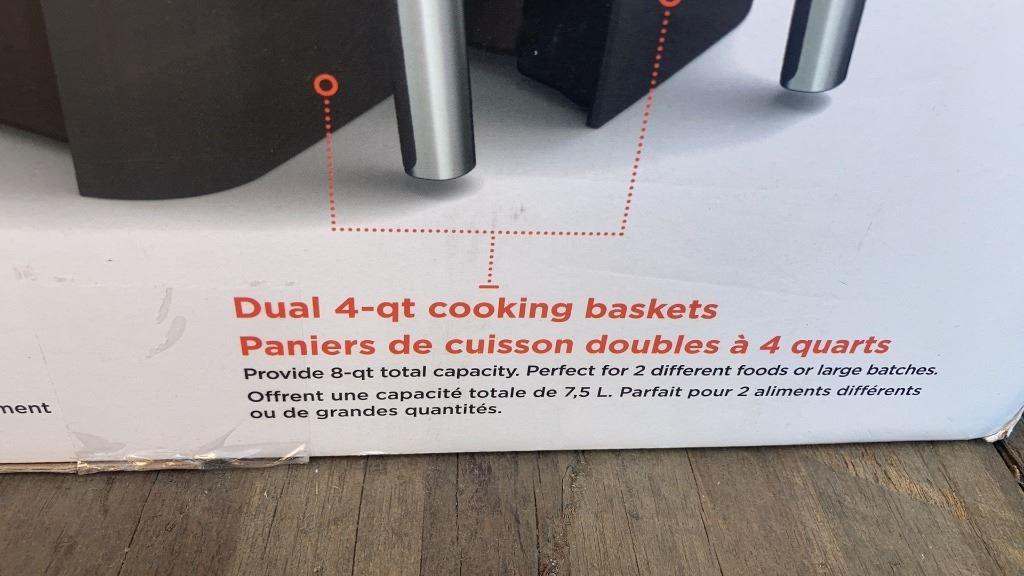 Dual 4-qt cooking baskets
Paniers de cuisson doubles à 4 quarts
Provide 8-qt total capacity. Perfect for 2 different foods or large batches.
Offrent une capacité totale de 7,5 L. Parfait pour 2 aliments différents
ment
ou de grandes quantités.